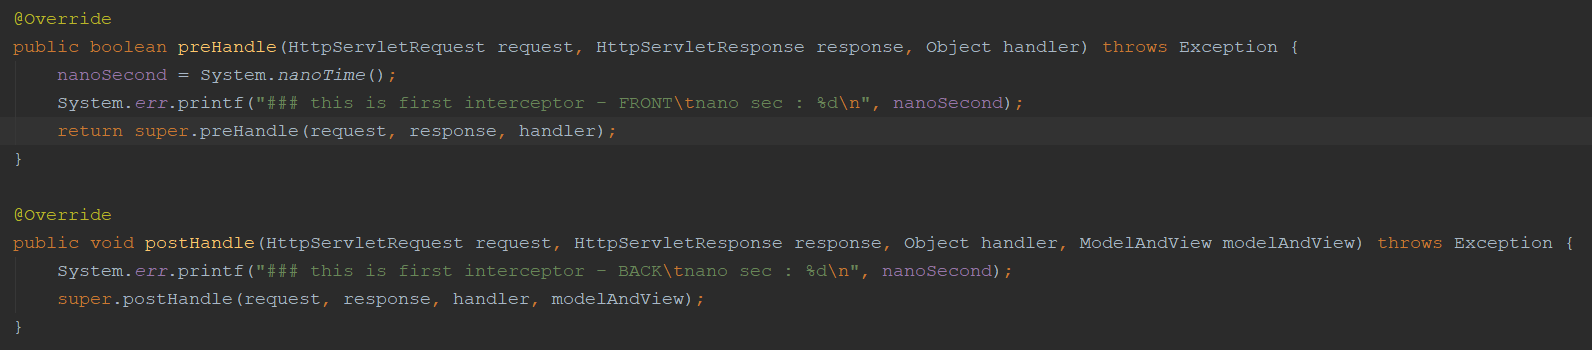 @Override
public boolean preHandle(HttpServletRequest request, HttpServletResponse response, Object handler) throws Exception {
    nanoSecond = System.nanoTime();
    System.err.printf("### this is first interceptor - FRONT\tnano sec : %d\n", nanoSecond);
    return super.preHandle(request, response, handler);
}

@Override
public void postHandle(HttpServletRequest request, HttpServletResponse response, Object handler, ModelAndView modelAndView) throws Exception {
    System.err.printf("### this is first interceptor - BACK\tnano sec : %d\n", nanoSecond);
    super.postHandle(request, response, handler, modelAndView);
}